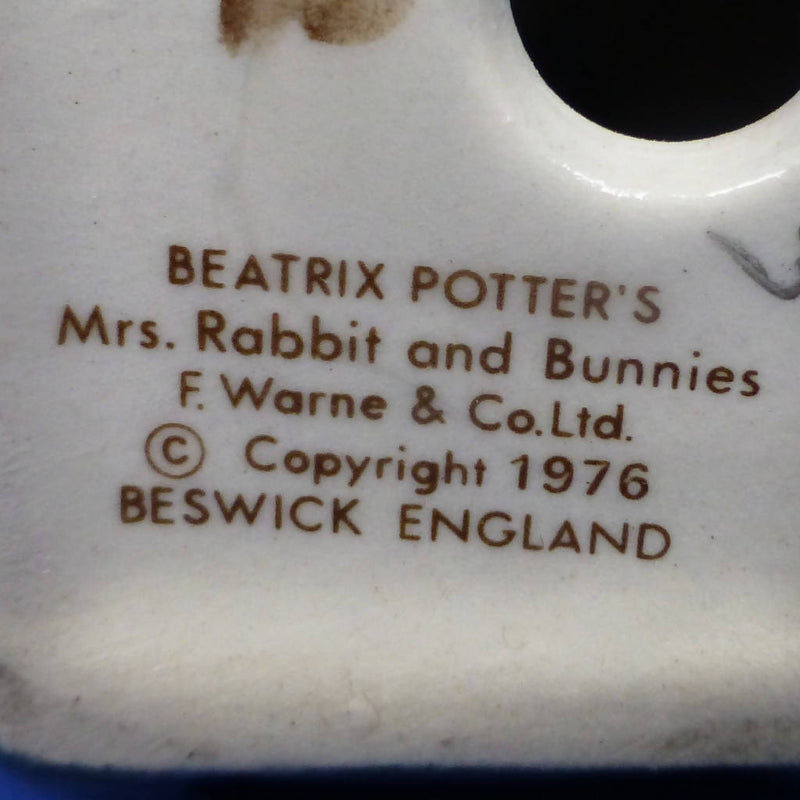 BEATRIX POTTER'S
Mrs. Rabbit and Bunnies
F. Warne & Co.Ltd.
© Copyright 1976
BESWICK ENGLAND